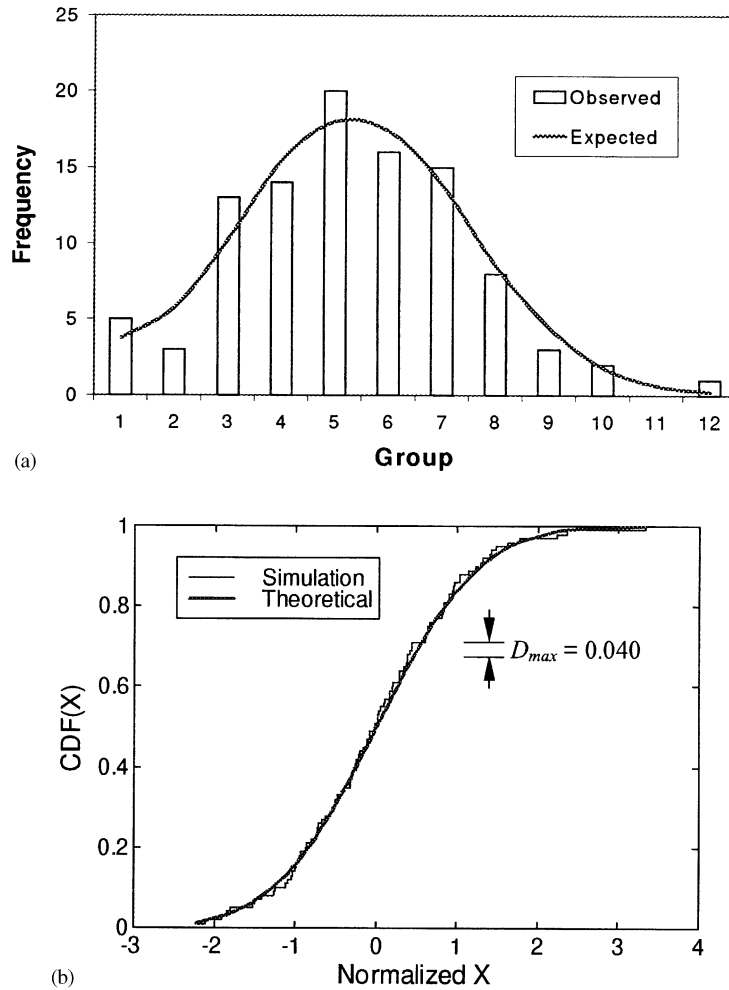 25
20
15
10
5
0
Frequency
Observed
Expected
1 2 3 4 5 6 7 8 9 10 11 12
Group
(a)
1
0.8
0.6
0.4
0.2
0
CDF(X)
Simulation
Theoretical
Dmax = 0.040
-3 -2 -1 0 1 2 3 4
Normalized X
(b)